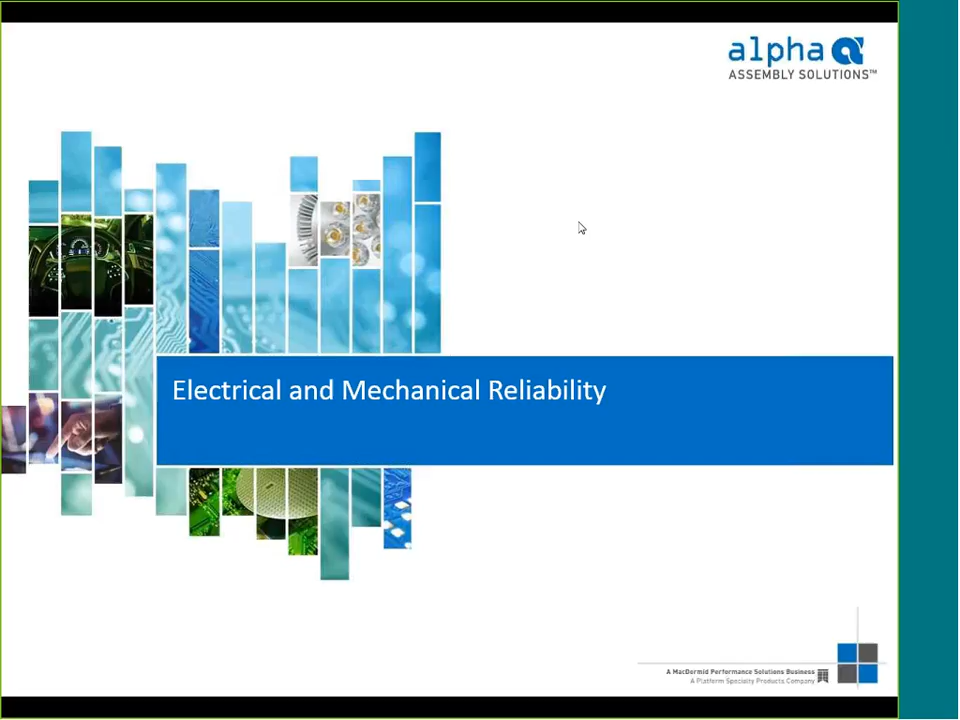 alpha
ASSEMBLY SOLUTIONS™
Electrical and Mechanical Reliability
A MacDermid Performance Solutions Business
A Platform Specialty Products Company